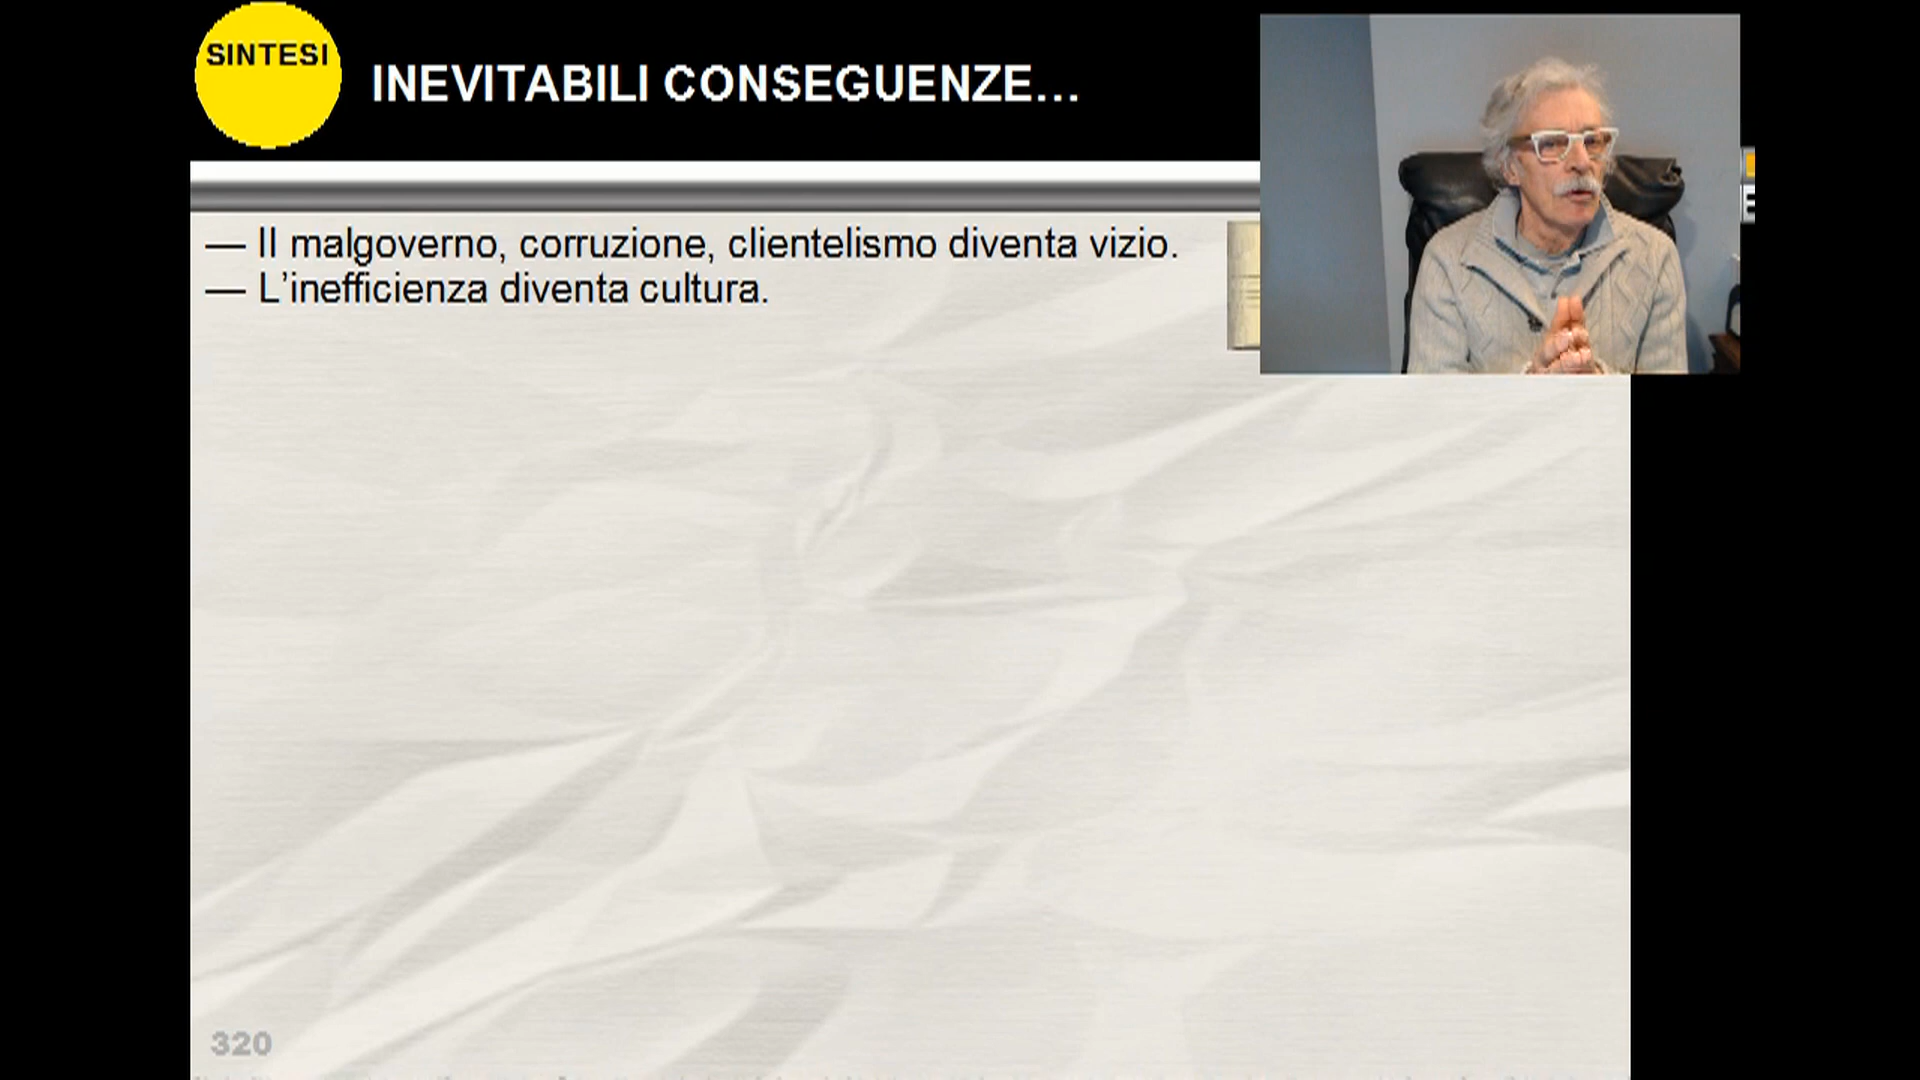 SINTESI
INEVITABILI CONSEGUENZE...
— Il malgoverno, corruzione, clientelismo diventa vizio.
— L’inefficienza diventa cultura.
320